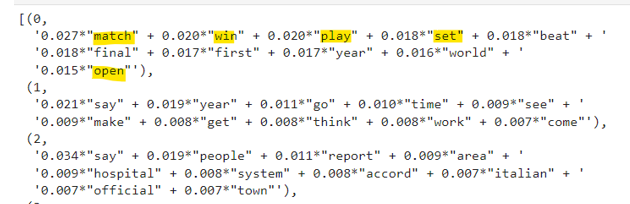 [(0,
'0.027*"match" + 0.020*"win" + 0.020*"play" + 0.018*"set" + 0.018*"beat" + '
'0.018*"final" + 0.017*"first" + 0.017*"year" + 0.016*"world" + '
'0.015*"open"'),
(1,
'0.021*"say" + 0.019*"year" + 0.011*"go" + 0.010*"time" + 0.009*"see" + '
'0.009*"make" + 0.008*"get" + 0.008*"think" + 0.008*"work" + 0.007*"come"'),
(2,
'0.034*"say" + 0.019*"people" + 0.011*"report" + 0.009*"area" + '
'0.009*"hospital" + 0.008*"system" + 0.008*"accord" + 0.007*"italian" + '
'0.007*"official" + 0.007*"town"'),